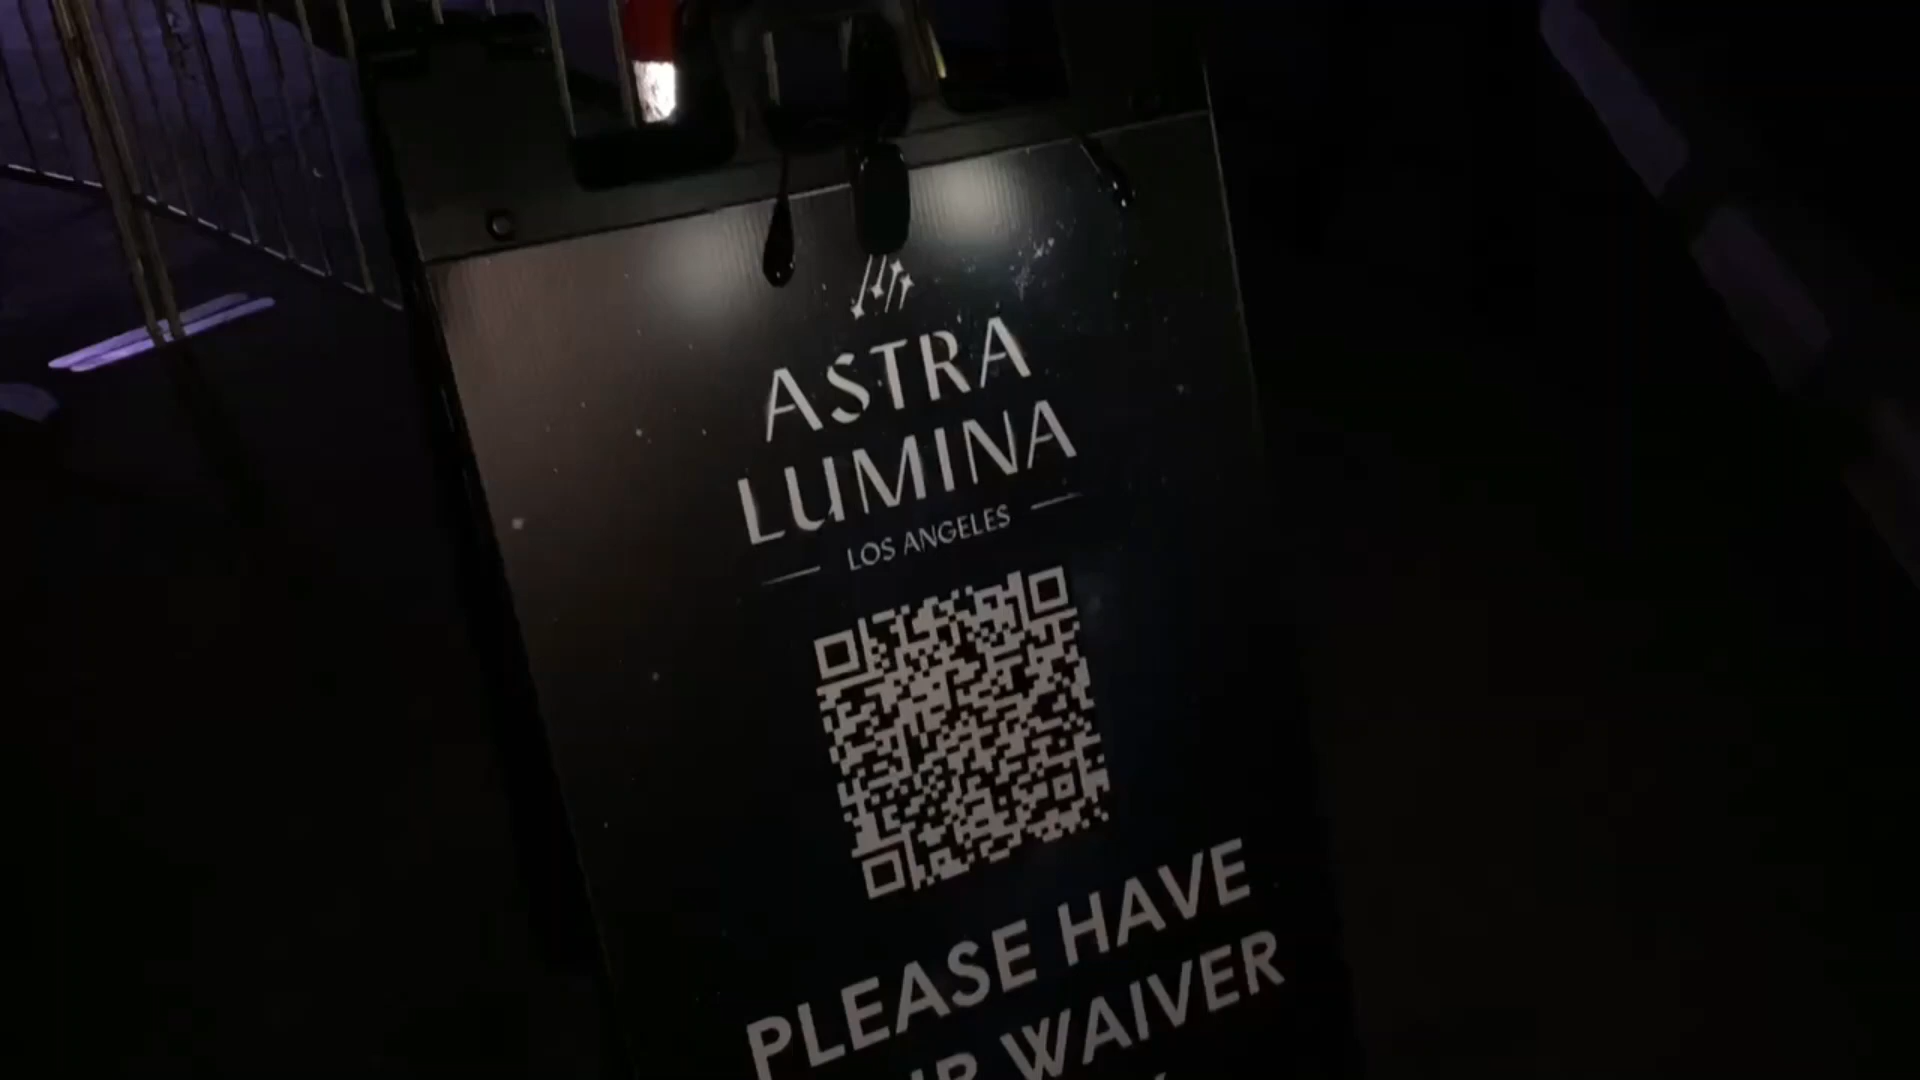 ASTRA
LUMINA
LOS ANGELES
PLEASE HAVE
WAIVER